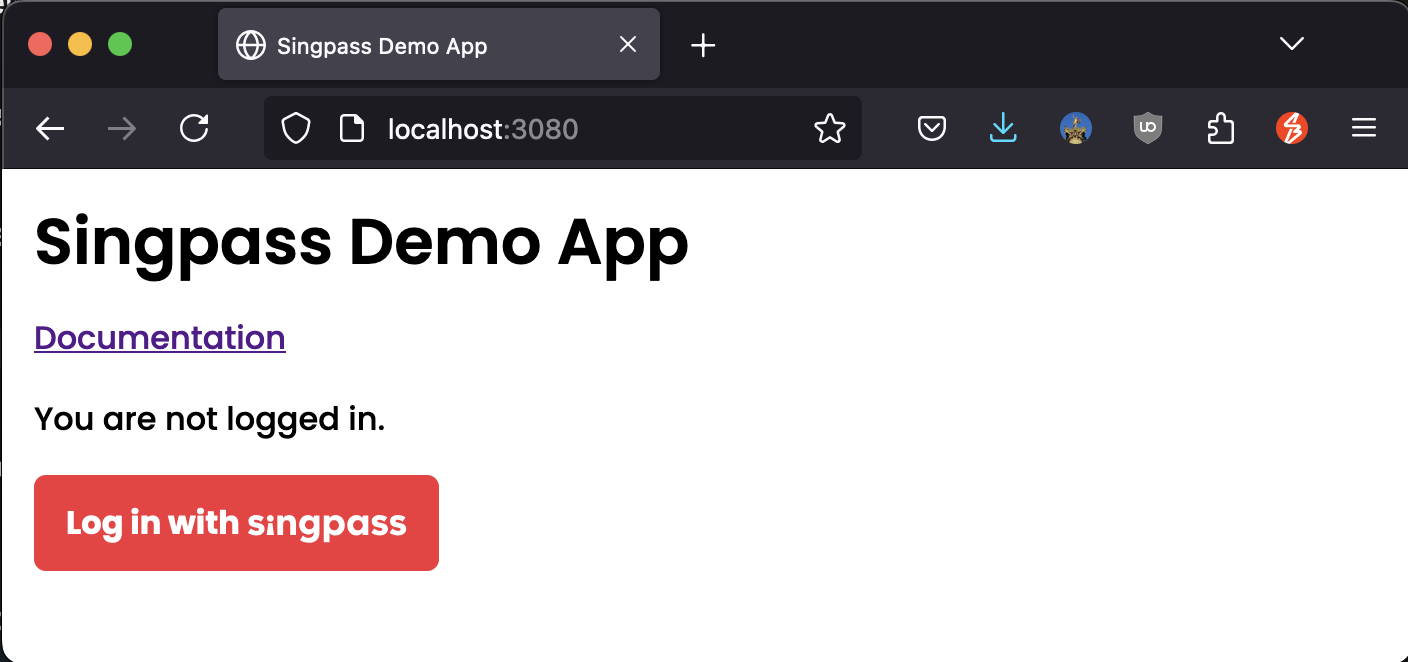 Singpass Demo App
localhost:3080
Singpass Demo App
Documentation
You are not logged in.
Log in with singpass